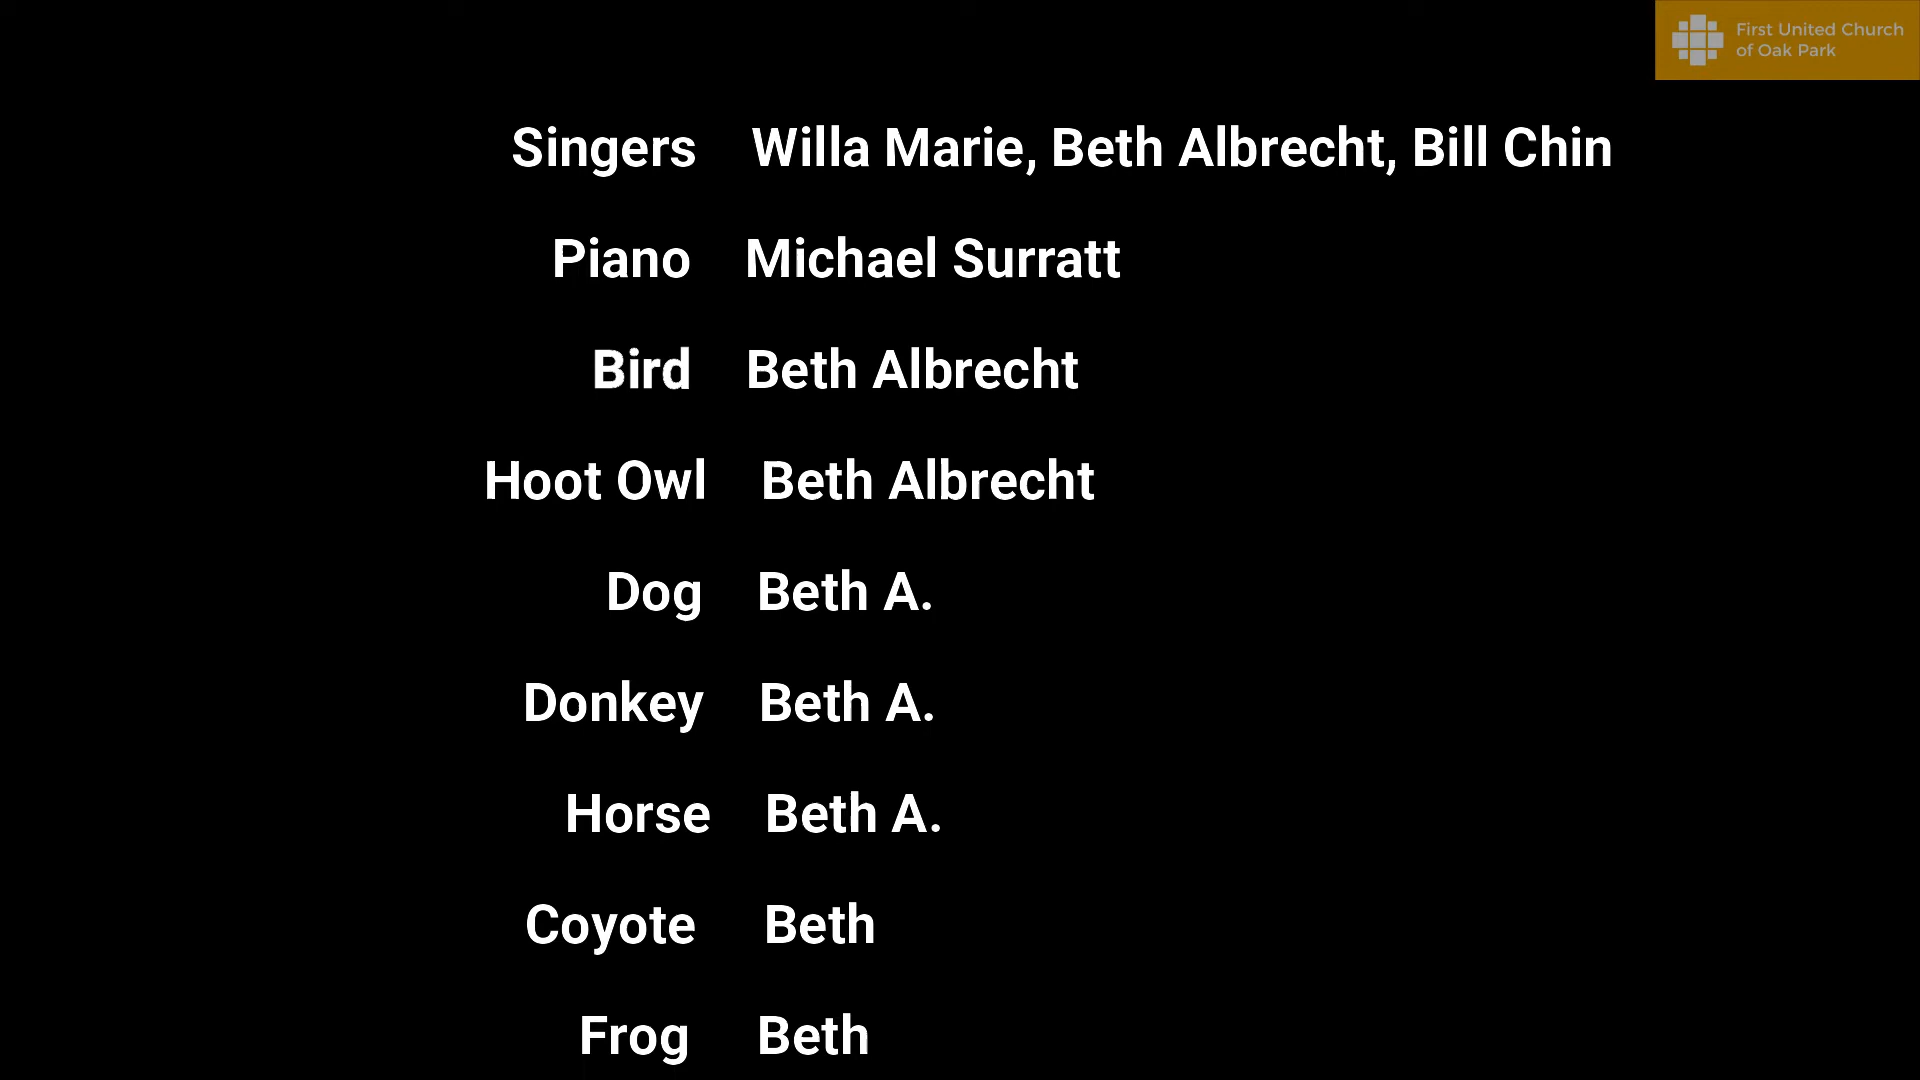 First United Church
of Oak Park
Singers Willa Marie, Beth Albrecht, Bill Chin
Piano Michael Surratt
Bird Beth Albrecht
Hoot Owl Beth Albrecht
Dog Beth A.
Donkey Beth A.
Horse Beth A.
Coyote Beth
Frog Beth